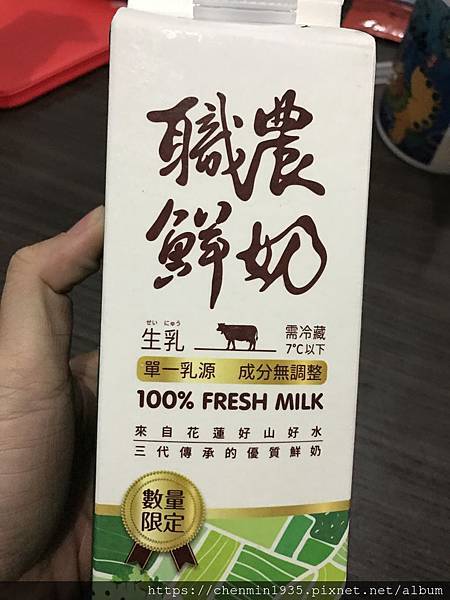 職農
鮮奶
せい にゅう
生乳
需冷藏
7°C以下
單一乳源 成分無調整
100% FRESH MILK
來自花蓮好山好水
三代傳承的優質鮮奶
數量
限定
https://chenmin1935.pixnet.net/album